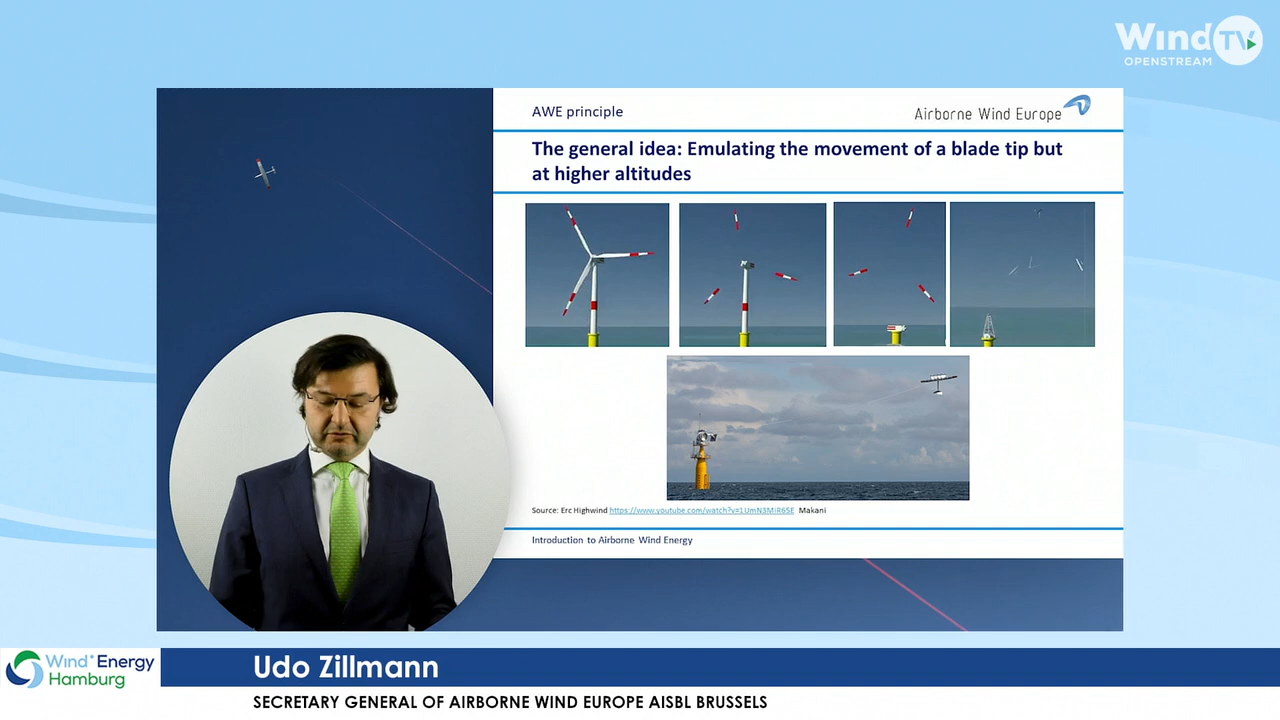 WindTV
OPENSTREAM
AWE principle
Airborne Wind Europe
The general idea: Emulating the movement of a blade tip but
at higher altitudes
Source: Erc Highwind https://www.youtube.com/watch?v=1UmN3MiR65E Makani
Introduction to Airborne Wind Energy
Wind Energy
Hamburg
Udo Zillmann
SECRETARY GENERAL OF AIRBORNE WIND EUROPE AISBL BRUSSELS